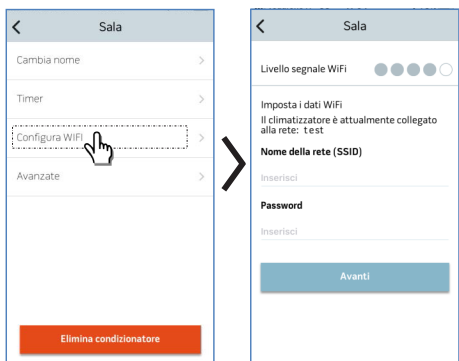 Sala
Cambia nome
Timer
Configura WIFI
Avanzate
Elimina condizionatore
Sala
Livello segnale WiFi
Imposta i dati WiFi
Il climatizzatore è attualmente collegato
alla rete: test
Nome della rete (SSID)
Inserisci
Password
Inserisci
Avanti